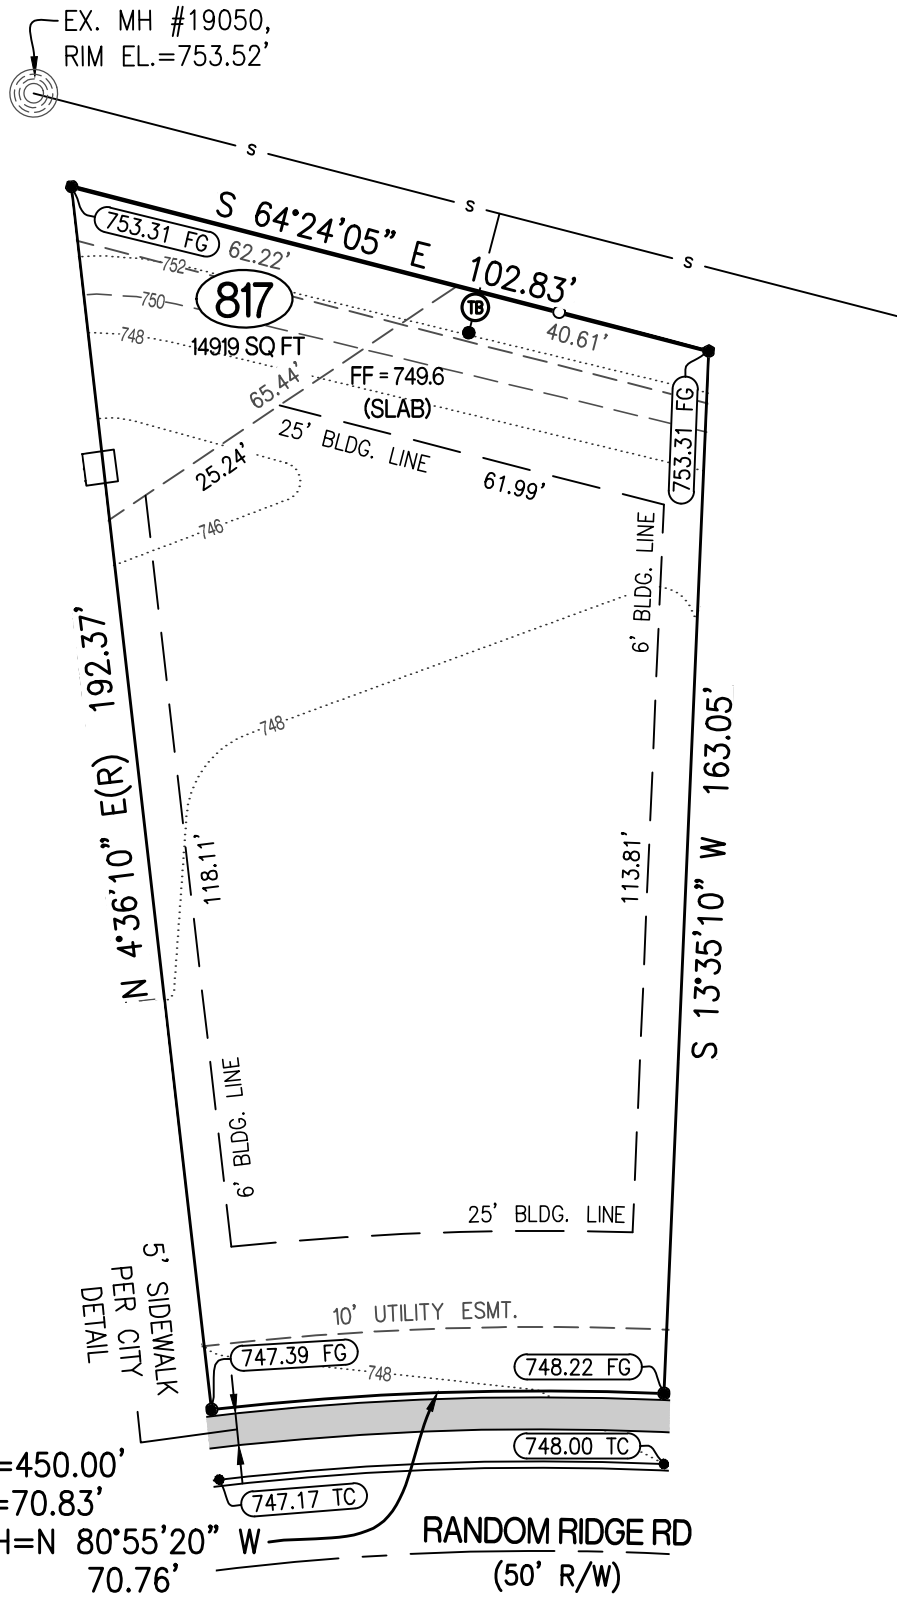 EX. MH #19050,
RIM EL.=753.52'
s
s
s
S 64°24'05" E 102.83'
753.31 FG
62.22'
752
817
TB
750
40.61'
748
14919 SQ FT
FF = 749.6
(SLAB)
65.44'
753.31 FG
25' BLDG. LINE
25.24'
61.99'
746
6' BLDG. LINE
N 4°36'10" E(R) 192.37'
748
S 13°35'10" W 163.05'
118.11'
113.81'
6' BLDG. LINE
25' BLDG. LINE
5' SIDEWALK
PER CITY
DETAIL
10' UTILITY ESMT.
747.39 FG
748
748.22 FG
748.00 TC
=450.00'
=70.83'
747.17 TC
H=N 80°55'20" W
70.76'
RANDOM RIDGE RD
(50' R/W)